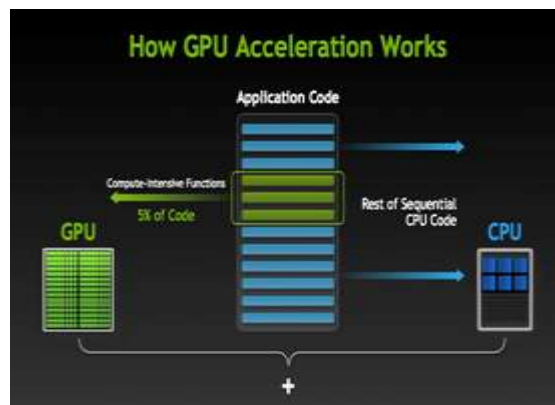 How GPU Acceleration Works
Application Code
Compute-Intensive Functions
5% of Code
Rest of Sequential
CPU Code
GPU
CPU
+